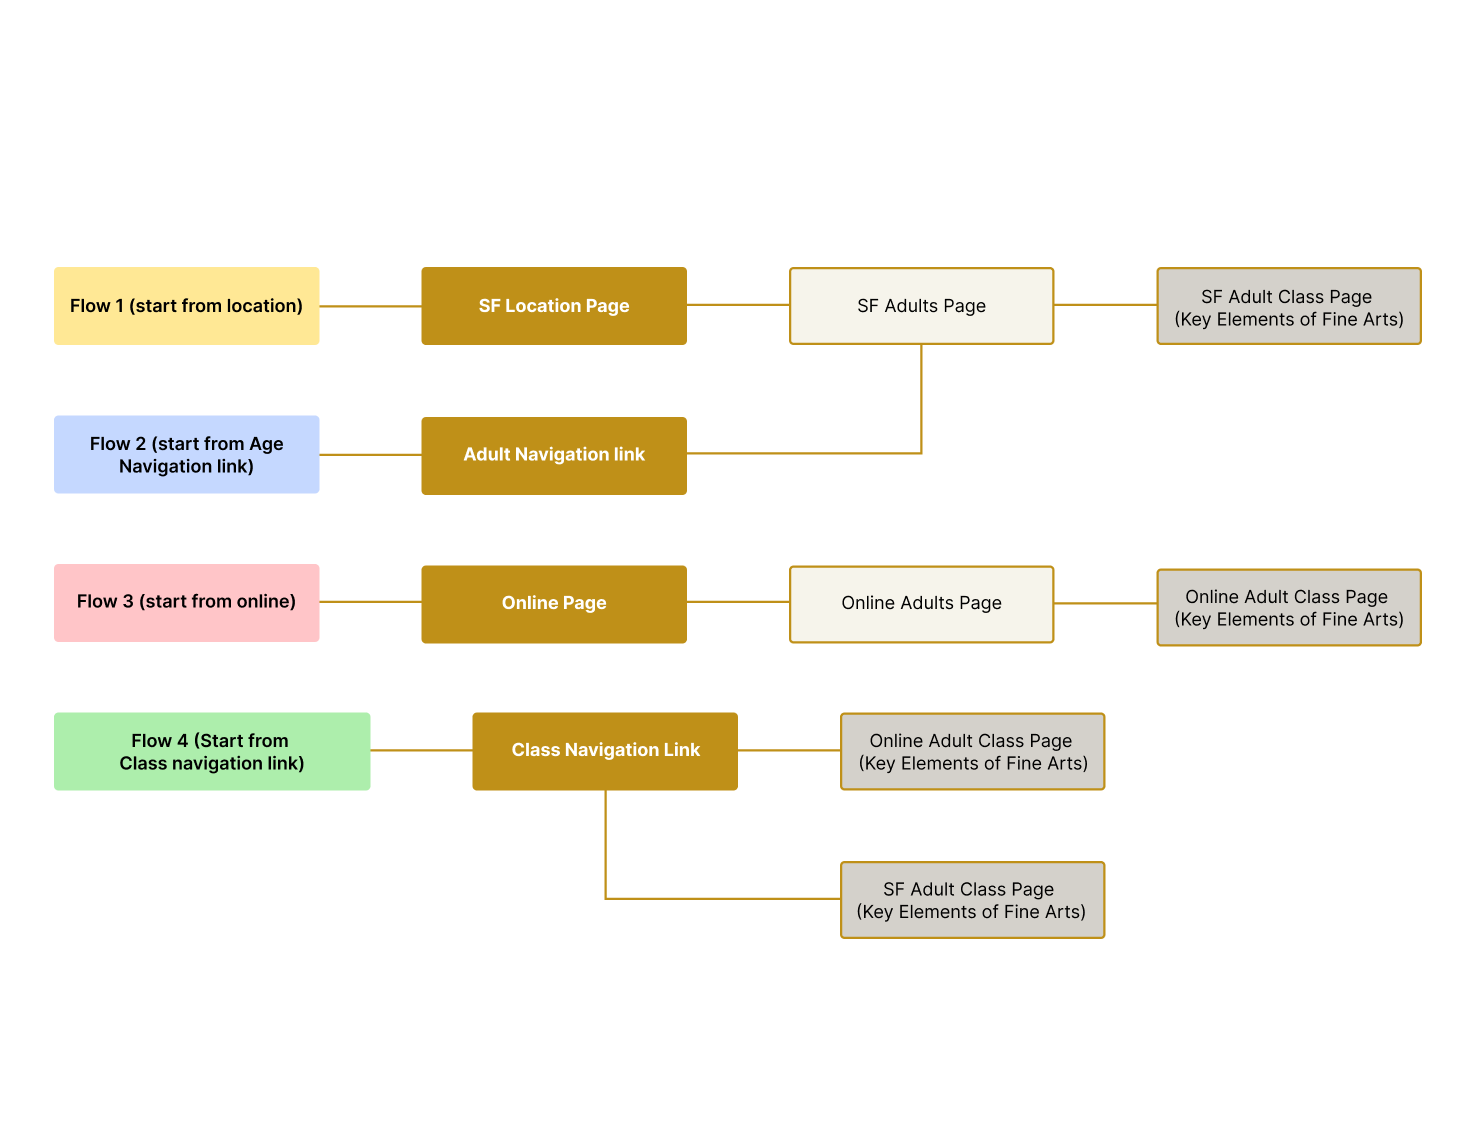 Flow 1 (start from location)
SF Location Page
SF Adults Page
SF Adult Class Page
(Key Elements of Fine Arts)
Flow 2 (start from Age
Navigation link)
Adult Navigation link
Flow 3 (start from online)
Online Page
Online Adults Page
Online Adult Class Page
(Key Elements of Fine Arts)
Flow 4 (Start from
Class navigation link)
Class Navigation Link
Online Adult Class Page
(Key Elements of Fine Arts)
SF Adult Class Page
(Key Elements of Fine Arts)